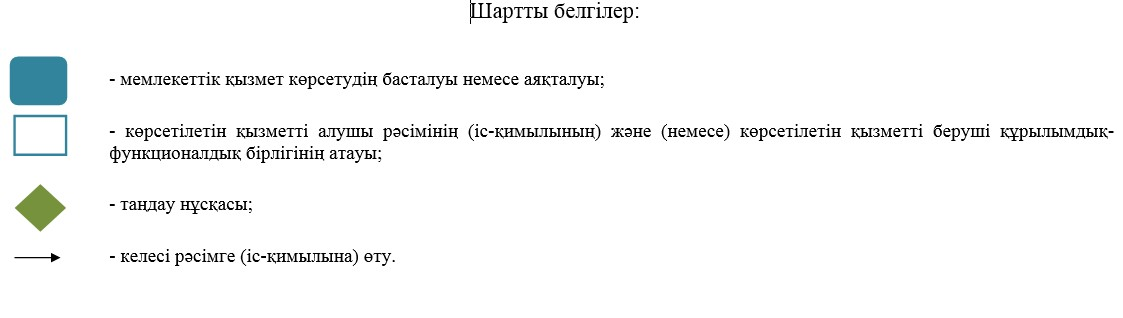 Шартты белгілер:
- мемлекеттік қызмет көрсетудің басталуы немесе аяқталуы;
- көрсетілетін қызметті алушы рәсімінің (іс-қимылының) және (немесе) көрсетілетін қызметті беруші құрылымдық-
функционалдық бірлігінің атауы;
- таңдау нұсқасы;
- келесі рәсімге (іс-қимылына) өту.